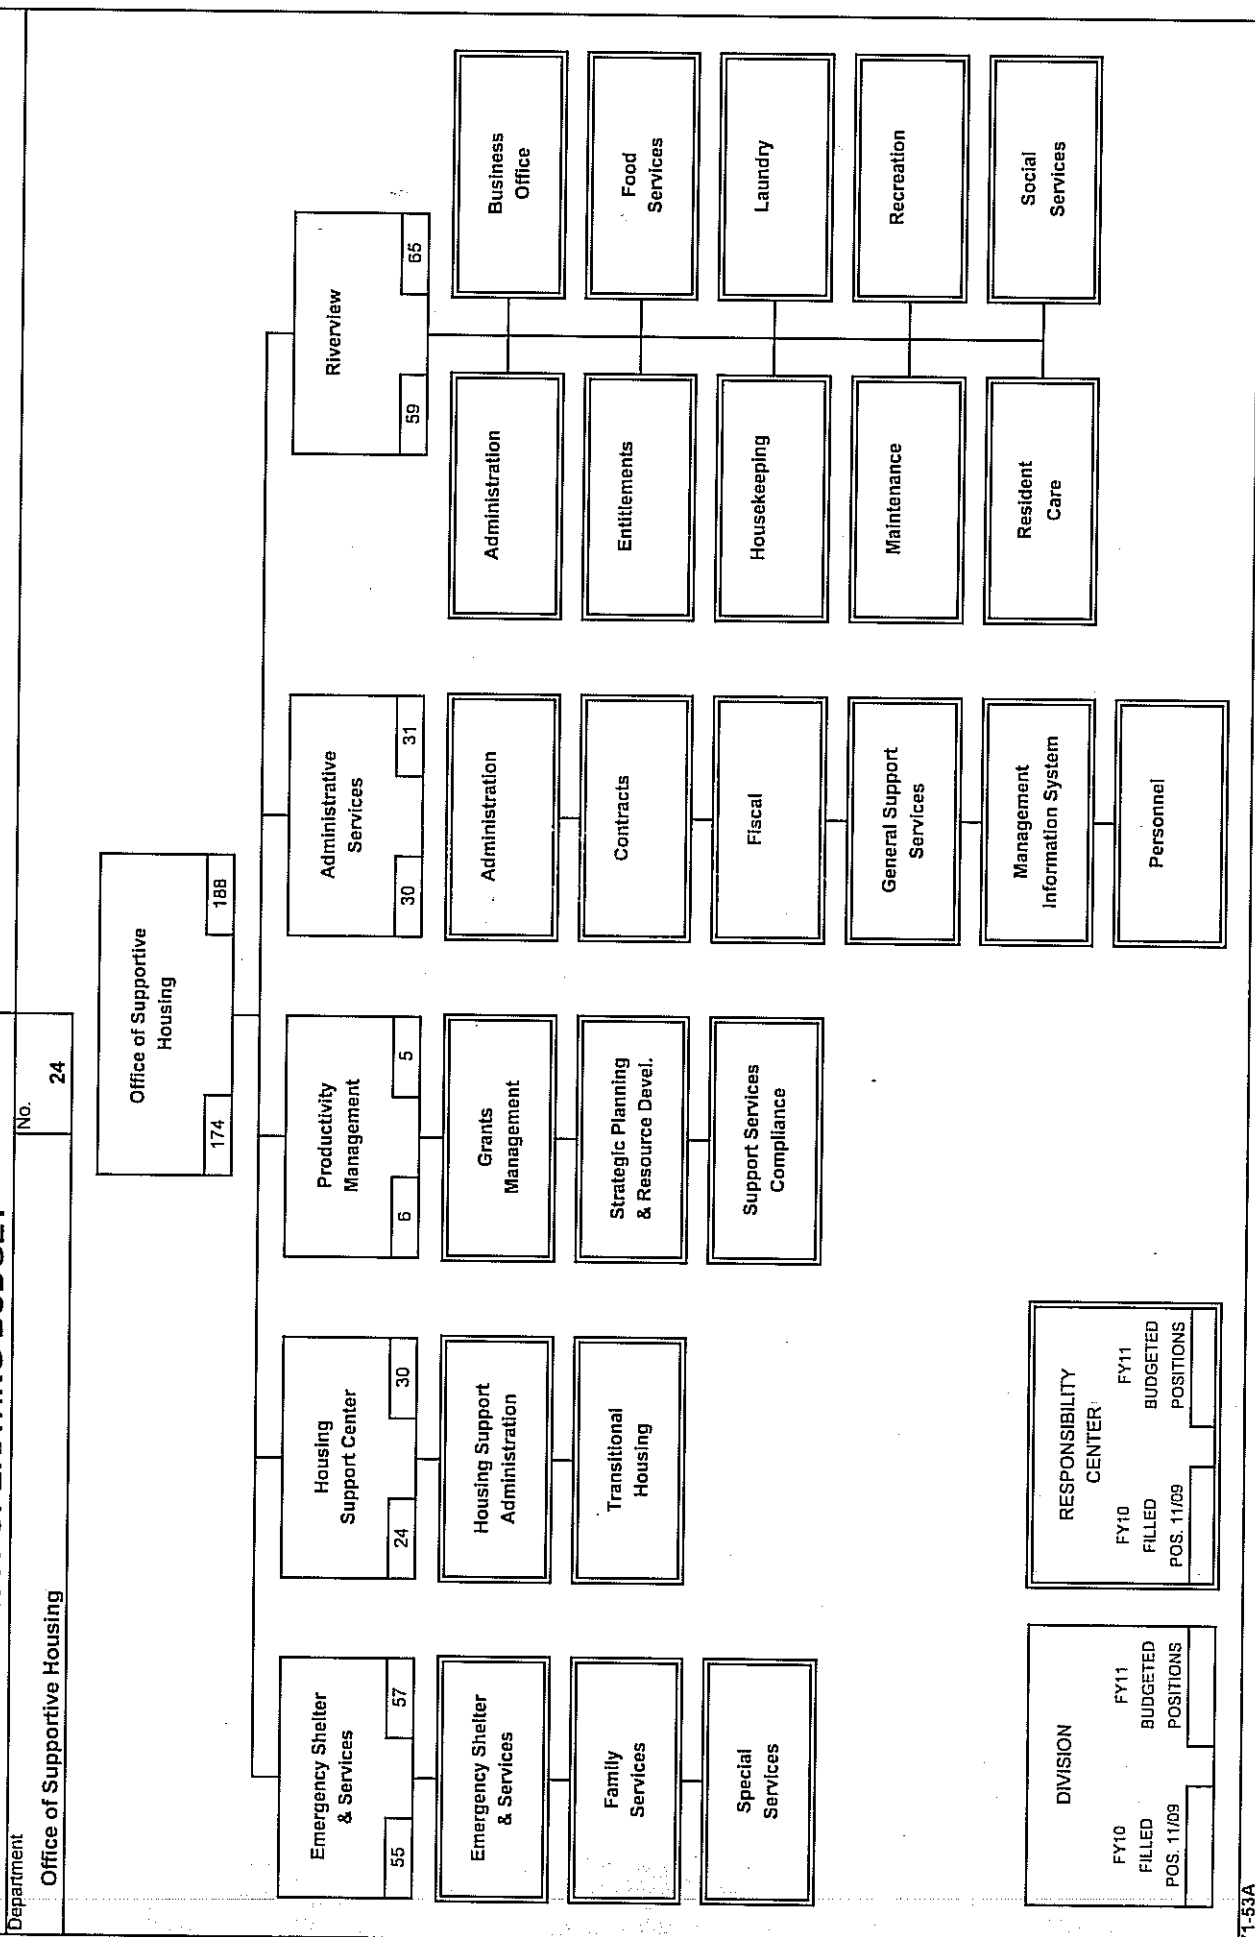 Department
No.
Office of Supportive Housing
24
Office of Supportive
Housing
174
188
Emergency Shelter
& Services
55
57
Housing
Support Center
24
30
Productivity
Management
6
5
Administrative
Services
30
31
Riverview
59
65
Emergency Shelter
& Services
Family
Services
Special
Services
Housing Support
Administration
Transitional
Housing
Grants
Management
Strategic Planning
& Resource Devel.
Support Services
Compliance
Administration
Contracts
Fiscal
General Support
Services
Management
Information System
Personnel
Administration
Business
Office
Entitlements
Food
Services
Housekeeping
Laundry
Maintenance
Recreation
Resident
Care
Social
Services
DIVISION
FY10
FILLED
POS. 11/09
FY11
BUDGETED
POSITIONS
RESPONSIBILITY
CENTER
FY10
FILLED
POS. 11/09
FY11
BUDGETED
POSITIONS
71-53A